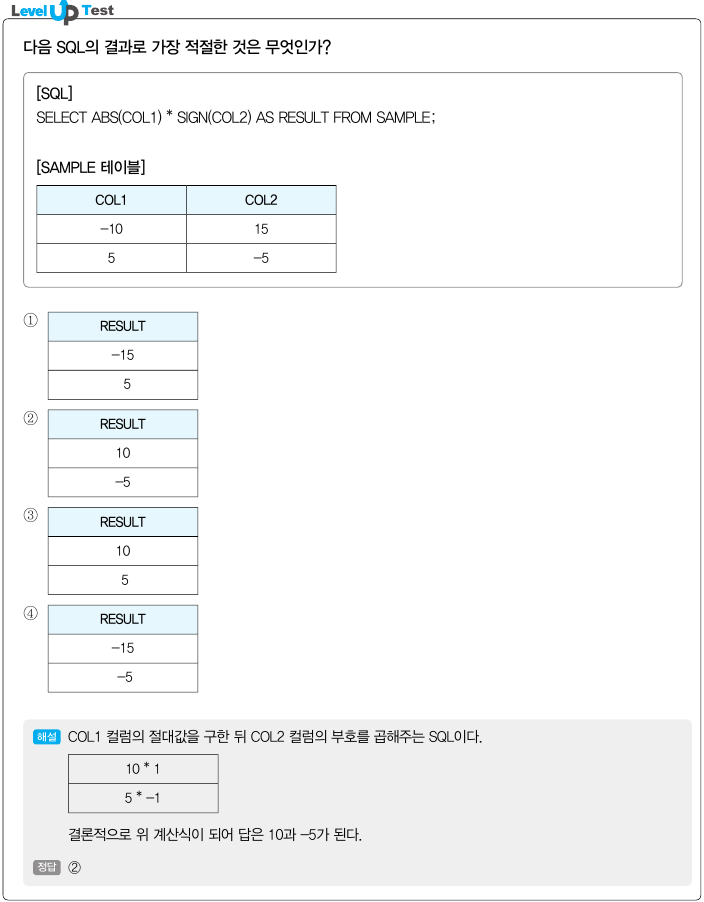 Level Up Test
다음 SQL의 결과로 가장 적절한 것은 무엇인가?
[SQL]
SELECT ABS(COL1) * SIGN(COL2) AS RESULT FROM SAMPLE;
[SAMPLE 테이블]
COL1 COL2
-10 15
5 -5
① RESULT
-15
5
② RESULT
10
-5
③ RESULT
10
5
④ RESULT
-15
-5
해설 COL1 컬럼의 절대값을 구한 뒤 COL2 컬럼의 부호를 곱해주는 SQL이다.
10 * 1
5 * -1
결론적으로 위 계산식이 되어 답은 10과 -5가 된다.
정답 ②